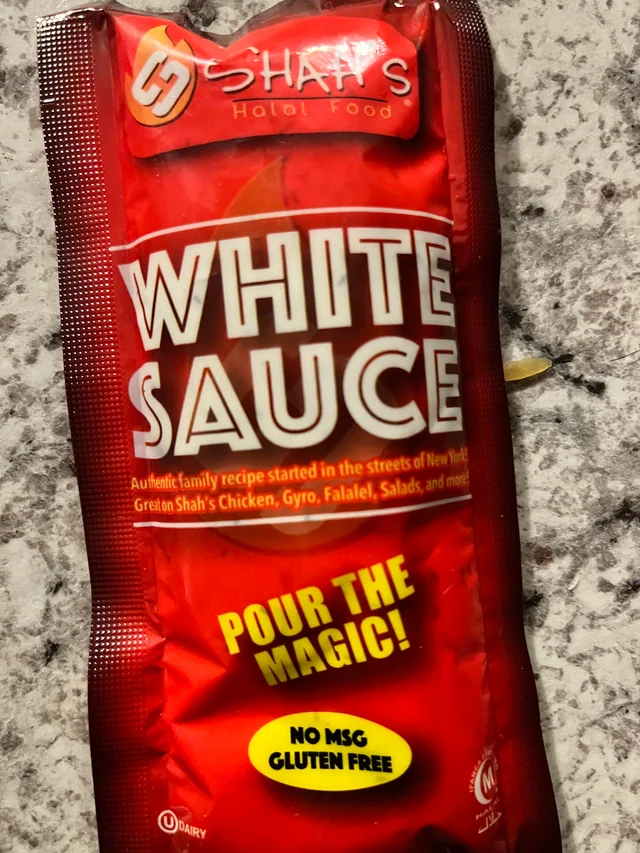 SHAH'S
Halal Food
WHITE
SAUCE
Authentic family recipe started in the streets of New York!
Great on Shah's Chicken, Gyro, Falalel, Salads, and more!
POUR THE
MAGIC!
NO MSG
GLUTEN FREE
U DAIRY
M